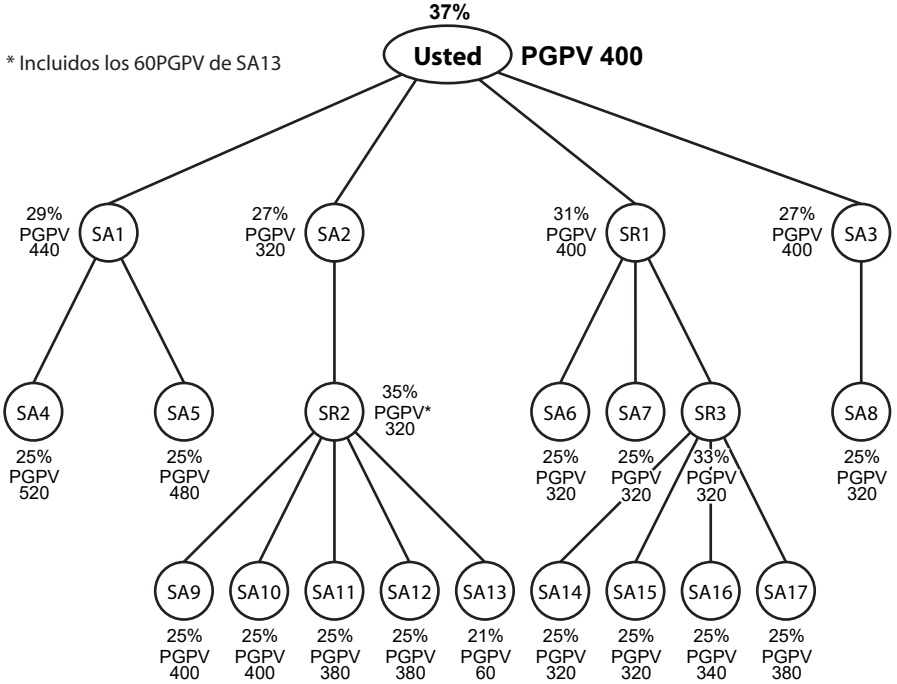 37%
* Incluidos los 60PGPV de SA13
Usted
PGPV 400
29%
PGPV
440
SA1
27%
PGPV
320
SA2
31%
PGPV
400
SR1
27%
PGPV
400
SA3
SA4
25%
PGPV
520
SA5
25%
PGPV
480
SR2
35%
PGPV*
320
SA6
25%
PGPV
320
SA7
25%
PGPV
320
SR3
33%
PGPV
320
SA8
25%
PGPV
320
SA9
25%
PGPV
400
SA10
25%
PGPV
400
SA11
25%
PGPV
380
SA12
25%
PGPV
380
SA13
21%
PGPV
60
SA14
25%
PGPV
320
SA15
25%
PGPV
320
SA16
25%
PGPV
340
SA17
25%
PGPV
380